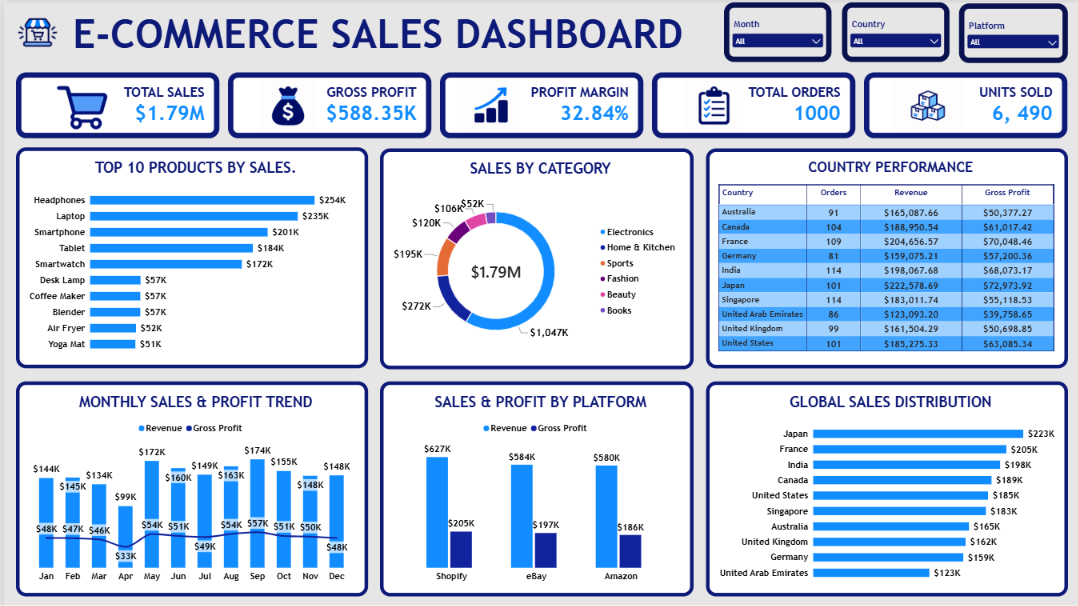 E-COMMERCE SALES DASHBOARD
Month
All
Country
All
Platform
All
TOTAL SALES
$1.79M
GROSS PROFIT
$588.35K
PROFIT MARGIN
32.84%
TOTAL ORDERS
1000
UNITS SOLD
6, 490
TOP 10 PRODUCTS BY SALES.
Headphones $254K
Laptop $235K
Smartphone $201K
Tablet $184K
Smartwatch $172K
Desk Lamp $57K
Coffee Maker $57K
Blender $57K
Air Fryer $52K
Yoga Mat $51K
SALES BY CATEGORY
$52K
$106K
$120K
$195K
$272K
$1,047K
$1.79M
Electronics
Home & Kitchen
Sports
Fashion
Beauty
Books
COUNTRY PERFORMANCE
Country Orders Revenue Gross Profit
Australia 91 $165,087.66 $50,377.27
Canada 104 $188,950.54 $61,017.42
France 109 $204,656.57 $70,048.46
Germany 81 $159,075.21 $57,200.36
India 114 $198,067.68 $68,073.17
Japan 101 $222,578.69 $72,973.92
Singapore 114 $183,011.74 $55,118.53
United Arab Emirates 86 $123,093.20 $39,758.65
United Kingdom 99 $161,504.29 $50,698.85
United States 101 $185,275.33 $63,085.34
MONTHLY SALES & PROFIT TREND
Revenue Gross Profit
$144K $145K $134K $99K $172K $160K $149K $163K $174K $155K $148K $148K
$48K $47K $46K $33K $54K $51K $49K $54K $57K $51K $50K $48K
Jan Feb Mar Apr May Jun Jul Aug Sep Oct Nov Dec
SALES & PROFIT BY PLATFORM
Revenue Gross Profit
$627K $584K $580K
$205K $197K $186K
Shopify eBay Amazon
GLOBAL SALES DISTRIBUTION
Japan $223K
France $205K
India $198K
Canada $189K
United States $185K
Singapore $183K
Australia $165K
United Kingdom $162K
Germany $159K
United Arab Emirates $123K